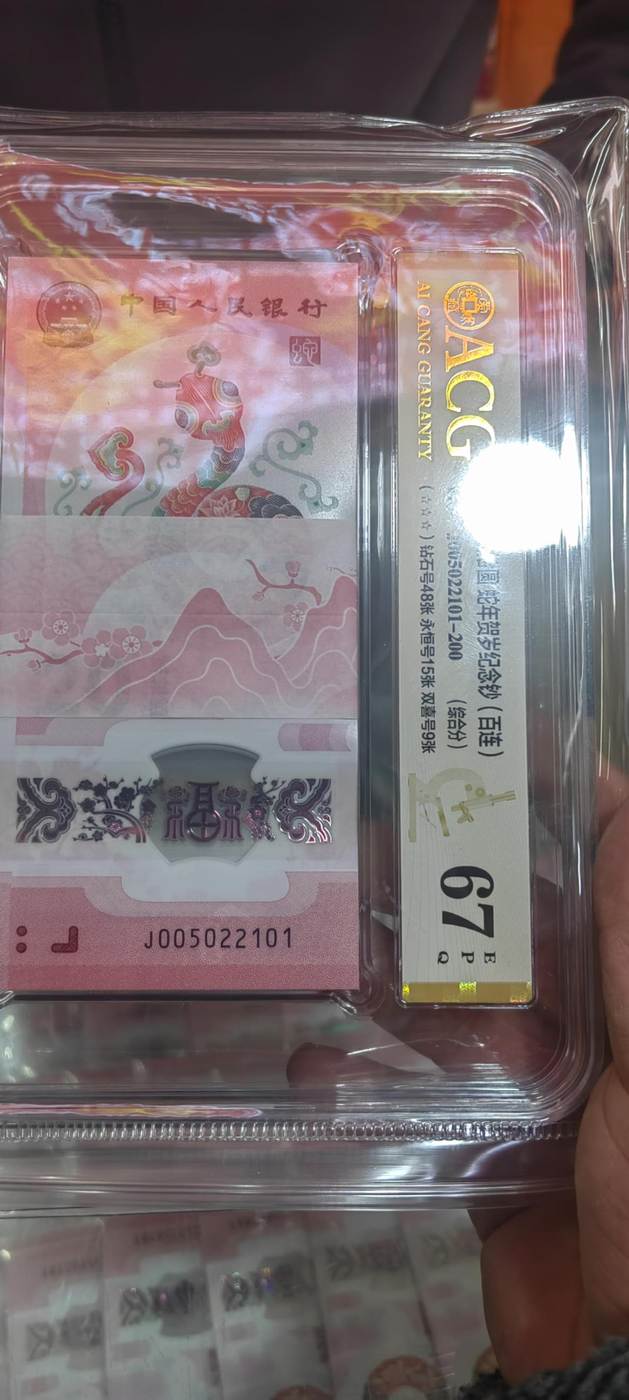 中国人民银行
J005022101
ACG
AI CANG GUARANTY
蛇年贺岁纪念钞（百连）
005022101-200 （综合分）
（☆☆☆）钻石号48张 永恒号15张 双喜号9张
67
E
P
Q